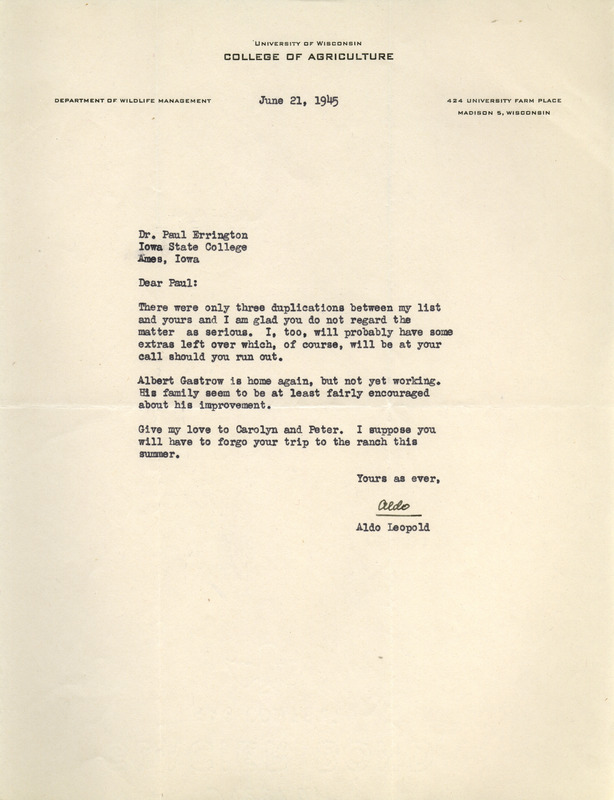 UNIVERSITY OF WISCONSIN
COLLEGE OF AGRICULTURE
DEPARTMENT OF WILDLIFE MANAGEMENT
June 21, 1945
424 UNIVERSITY FARM PLACE
MADISON 5, WISCONSIN
Dr. Paul Errington
Iowa State College
Ames, Iowa
Dear Paul:
There were only three duplications between my list
and yours and I am glad you do not regard the
matter as serious. I, too, will probably have some
extras left over which, of course, will be at your
call should you run out.
Albert Gastrow is home again, but not yet working.
His family seem to be at least fairly encouraged
about his improvement.
Give my love to Carolyn and Peter. I suppose you
will have to forgo your trip to the ranch this
summer.
Yours as ever,
Aldo
Aldo Leopold